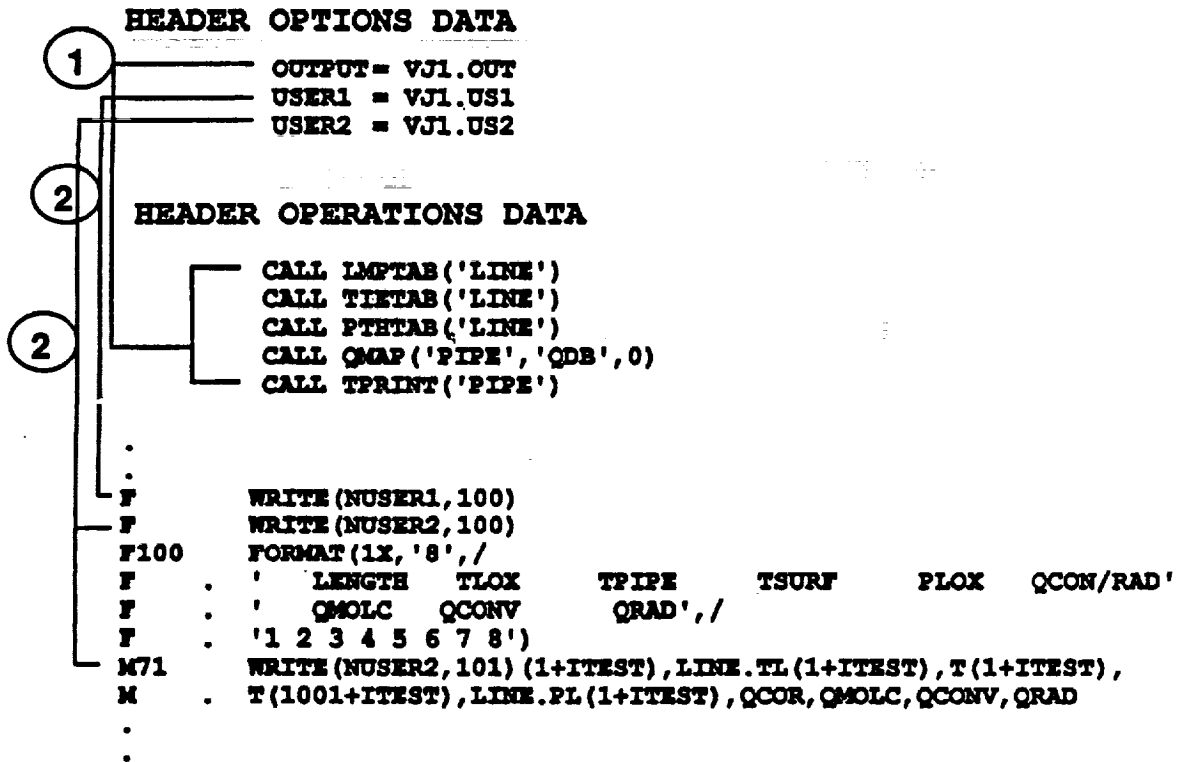 HEADER OPTIONS DATA
1
OUTPUT= VJ1.OUT
USER1 = VJ1.US1
USER2 = VJ1.US2
2
HEADER OPERATIONS DATA
CALL LMPTAB('LINE')
CALL TIETAB('LINE')
CALL PTHTAB('LINE')
2
CALL QMAP('PIPE','QDB',0)
CALL TPRINT('PIPE')
.
.
F WRITE(NUSER1,100)
F WRITE(NUSER2,100)
F100 FORMAT(1X,'8',/
F . ' LENGTH TLOX TPIPE TSURF PLOX QCON/RAD'
F . ' QMOLC QCONV QRAD',/
F . '1 2 3 4 5 6 7 8')
M71 WRITE(NUSER2,101)(1+ITEST),LINE.TL(1+ITEST),T(1+ITEST),
M . T(1001+ITEST),LINE.PL(1+ITEST),QCOR,QMOLC,QCONV,QRAD
.
.